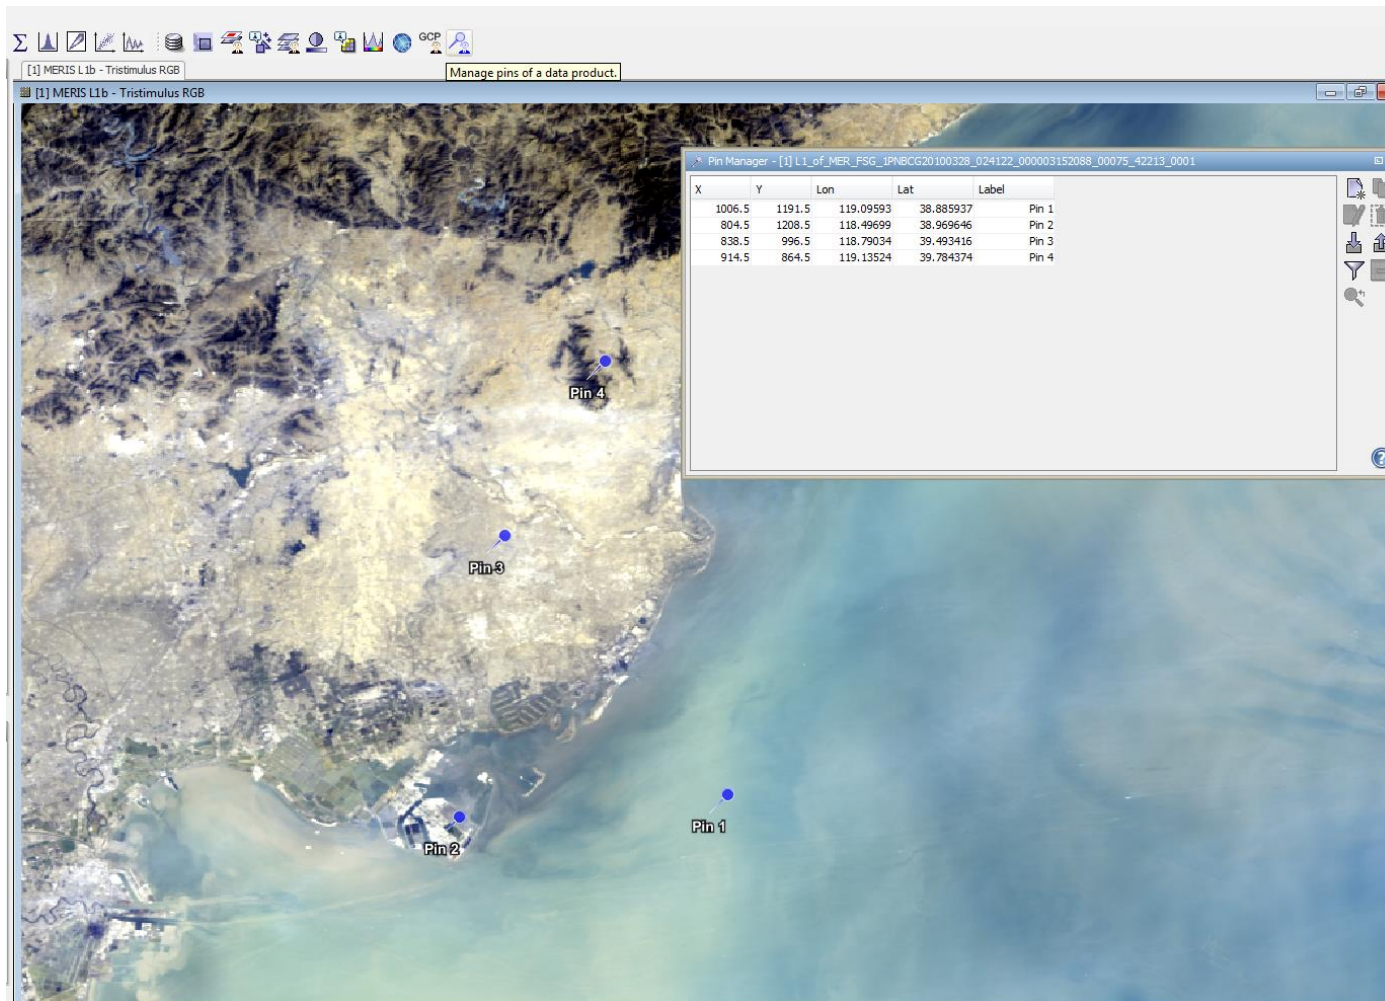 GCP
[1] MERIS L1b - Tristimulus RGB
Manage pins of a data product.
[1] MERIS L1b - Tristimulus RGB
Pin Manager - [1] L1_of_MER_FSG_1PNBCG20100328_024122_000003152088_00075_42213_0001
X Y Lon Lat Label
1006.5 1191.5 119.09593 38.885937 Pin 1
804.5 1208.5 118.49699 38.969646 Pin 2
838.5 996.5 118.79034 39.493416 Pin 3
914.5 864.5 119.13524 39.784374 Pin 4
Pin 4
Pin 3
Pin 1
Pin 2